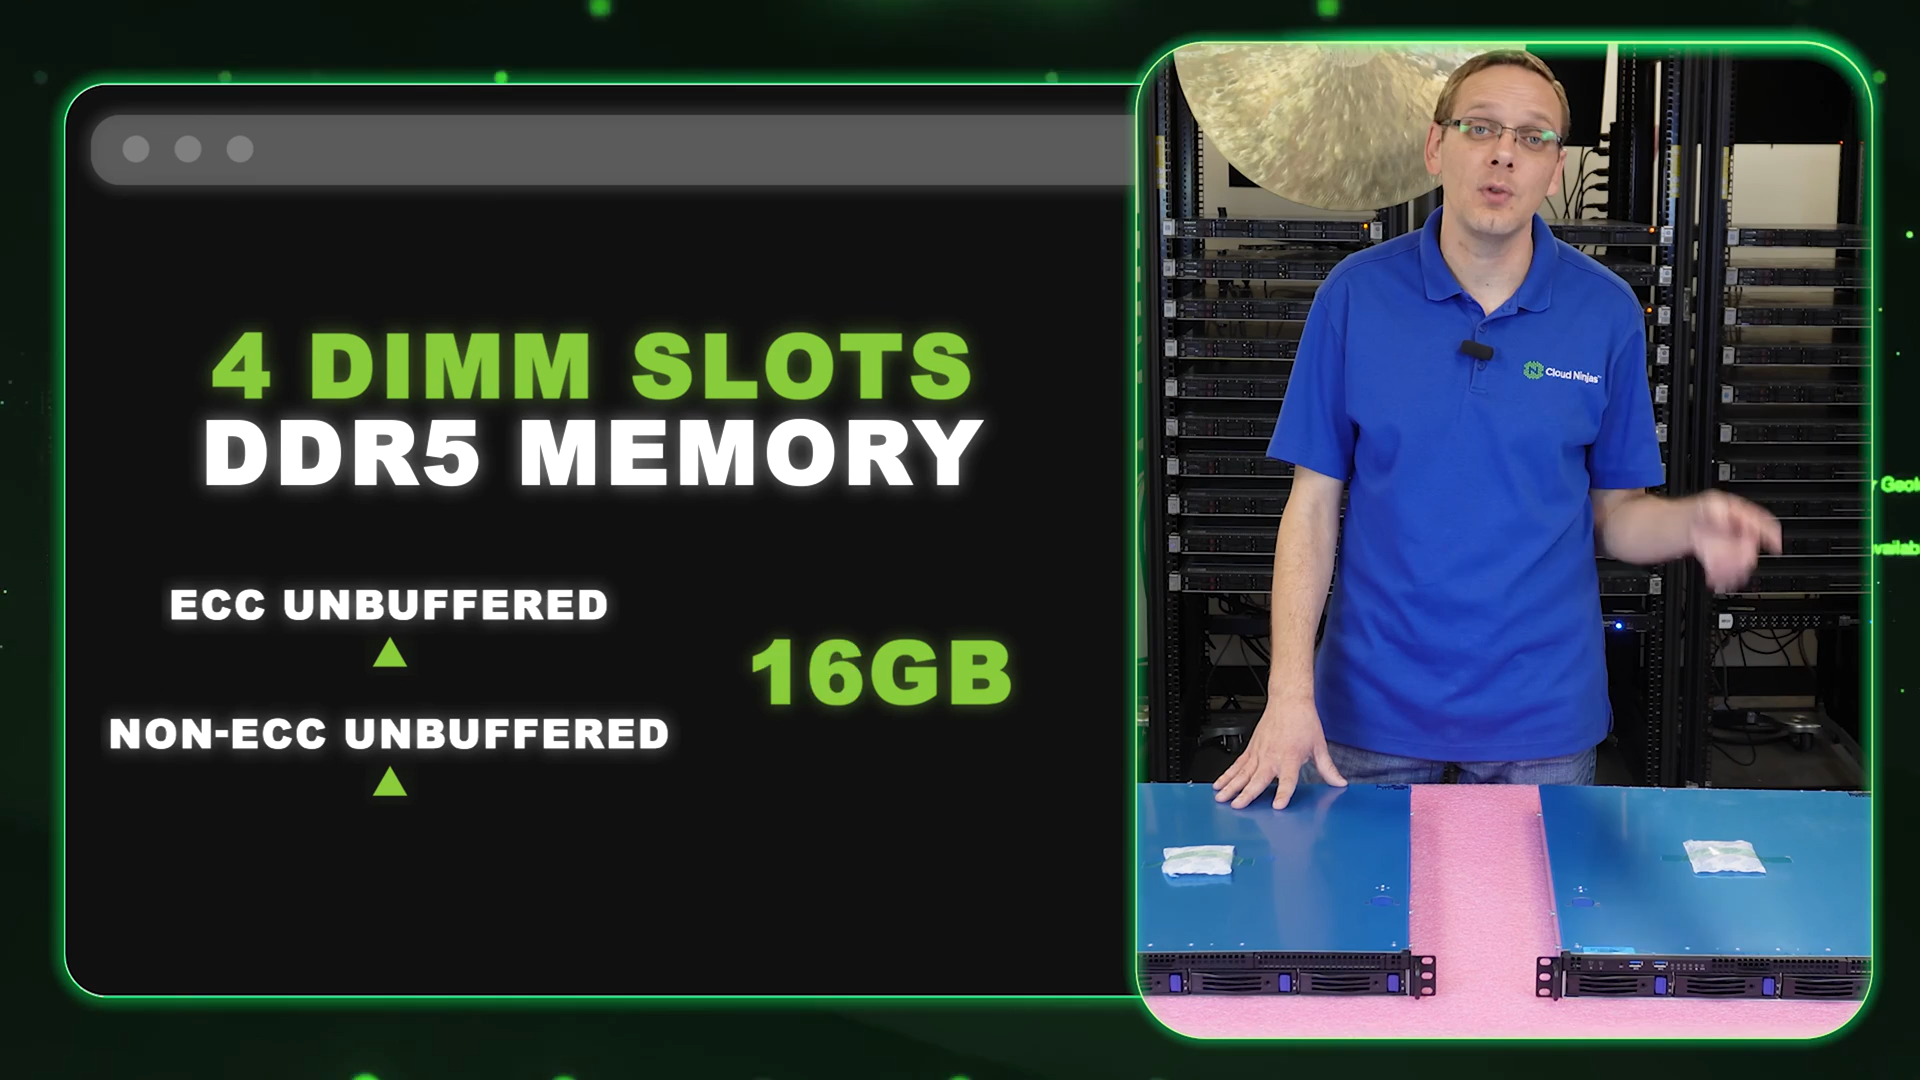 4 DIMM SLOTS
DDR5 MEMORY
ECC UNBUFFERED
NON-ECC UNBUFFERED
16GB
Cloud Ninjas